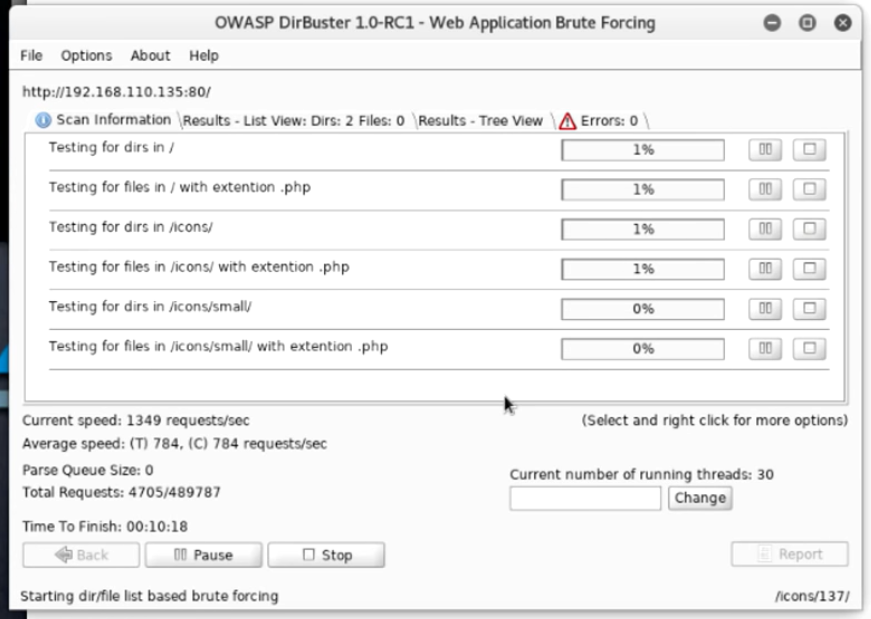 OWASP DirBuster 1.0-RC1 - Web Application Brute Forcing
File Options About Help
http://192.168.110.135:80/
Scan Information \Results - List View: Dirs: 2 Files: 0 \Results - Tree View \ Errors: 0 \
Testing for dirs in / 1%
Testing for files in / with extention .php 1%
Testing for dirs in /icons/ 1%
Testing for files in /icons/ with extention .php 1%
Testing for dirs in /icons/small/ 0%
Testing for files in /icons/small/ with extention .php 0%
Current speed: 1349 requests/sec (Select and right click for more options)
Average speed: (T) 784, (C) 784 requests/sec
Parse Queue Size: 0
Current number of running threads: 30
Total Requests: 4705/489787
Change
Time To Finish: 00:10:18
Back Pause Stop Report
Starting dir/file list based brute forcing /icons/137/